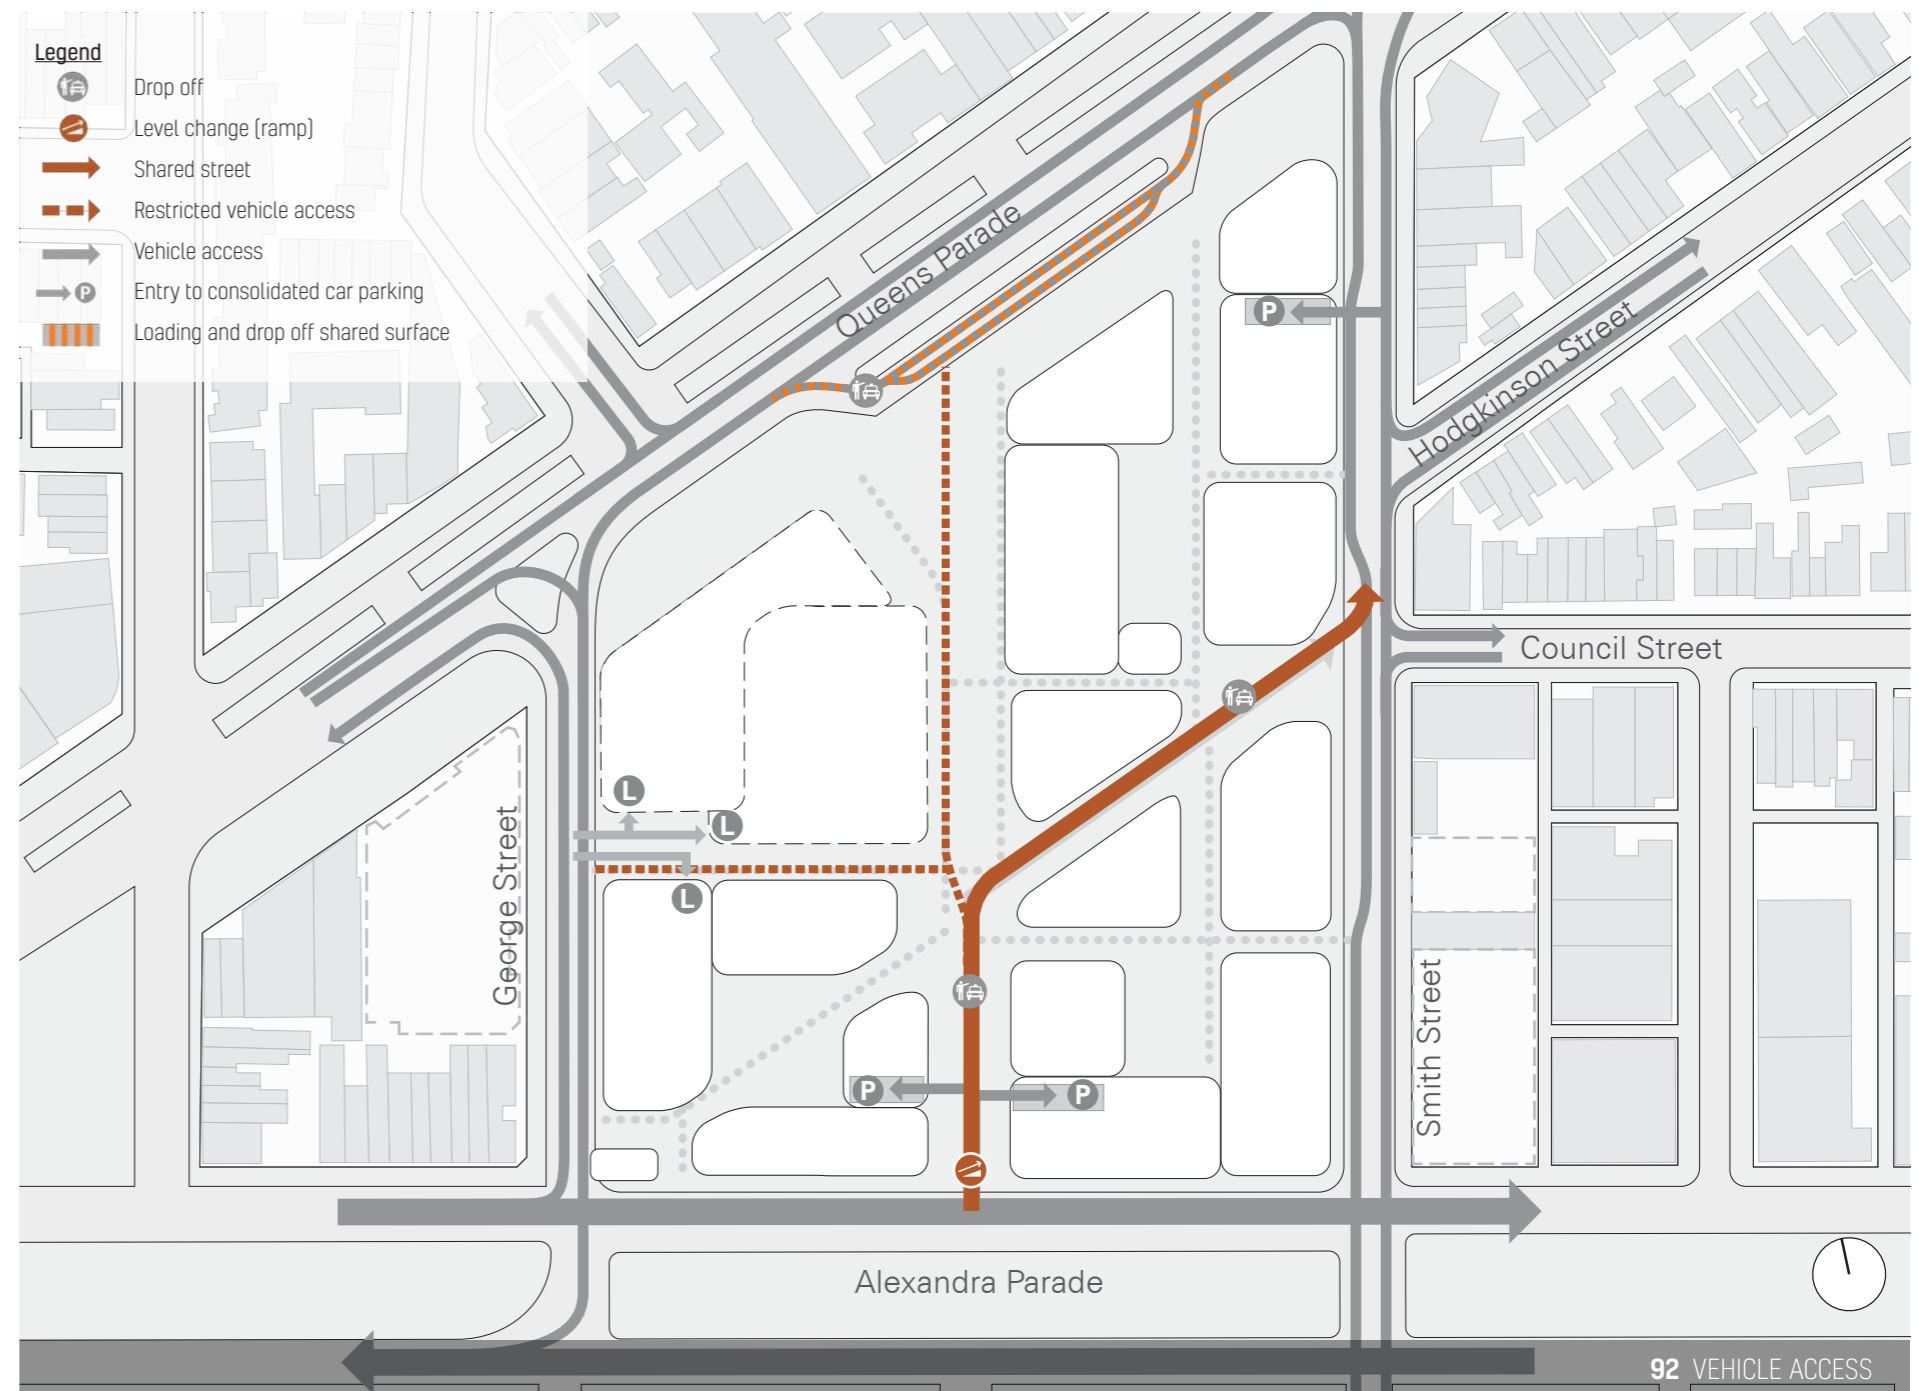 Legend
Drop off
Level change (ramp)
Shared street
Restricted vehicle access
Vehicle access
P
Entry to consolidated car parking
Loading and drop off shared surface
Queens Parade
P
Hodgkinson Street
Council Street
L
L
L
George Street
Smith Street
P
P
Alexandra Parade
92 VEHICLE ACCESS